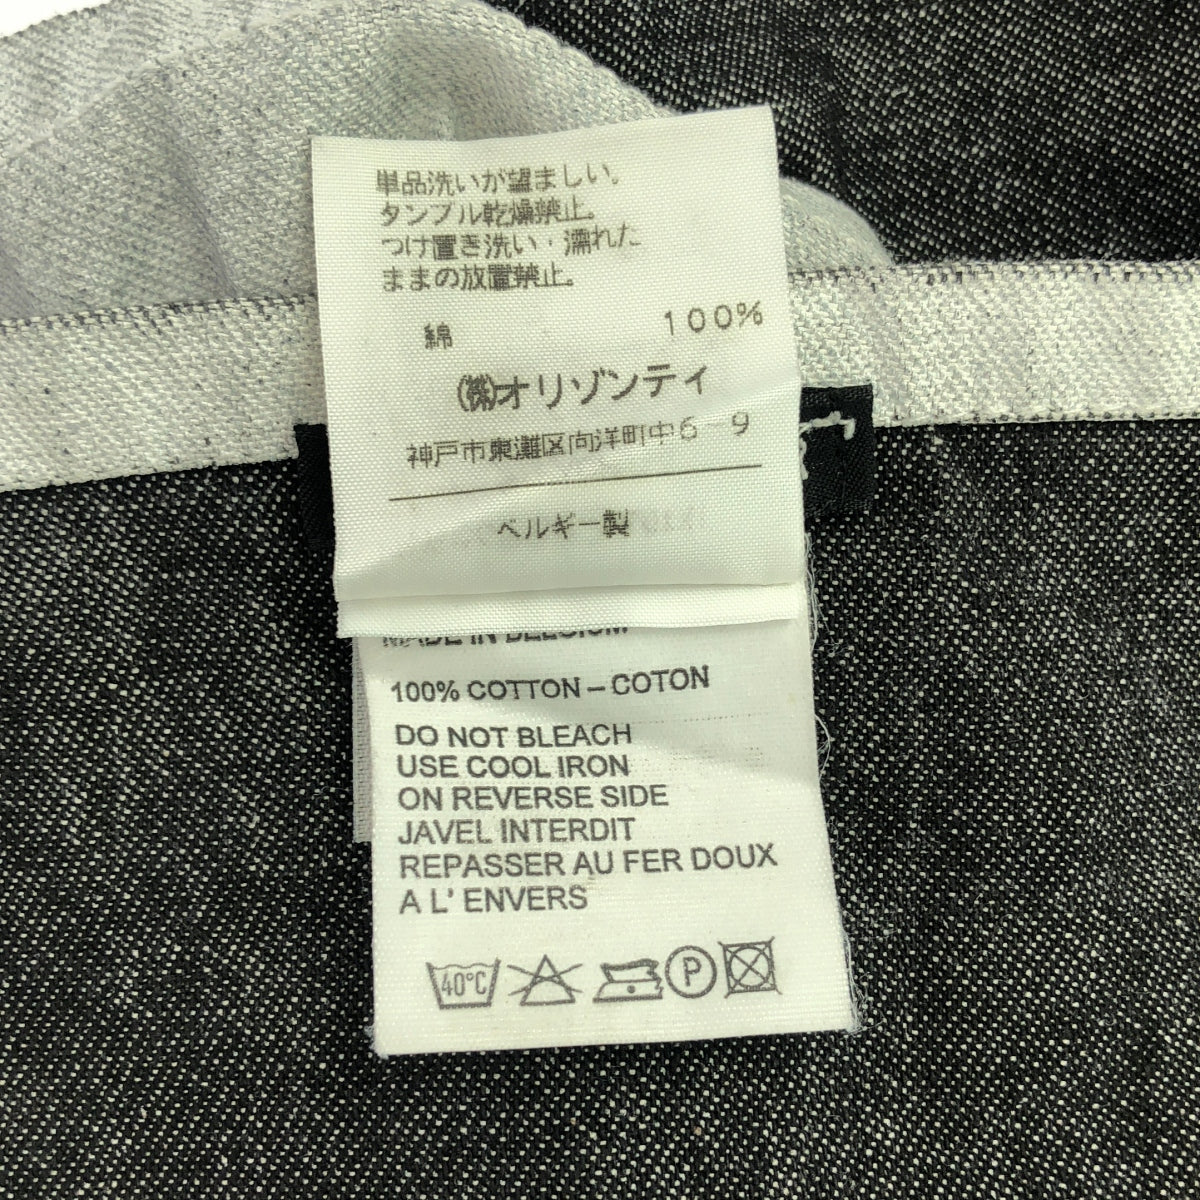 単品洗いが望ましい。
タンブル乾燥禁止。
つけ置き洗い・濡れた
ままの放置禁止。
綿 100%
㈱オリゾンティ
神戸市東灘区向洋町中6-9
ベルギー製
MADE IN BELGIUM
100% COTTON – COTON
DO NOT BLEACH
USE COOL IRON
ON REVERSE SIDE
JAVEL INTERDIT
REPASSER AU FER DOUX
A L' ENVERS
40°C P